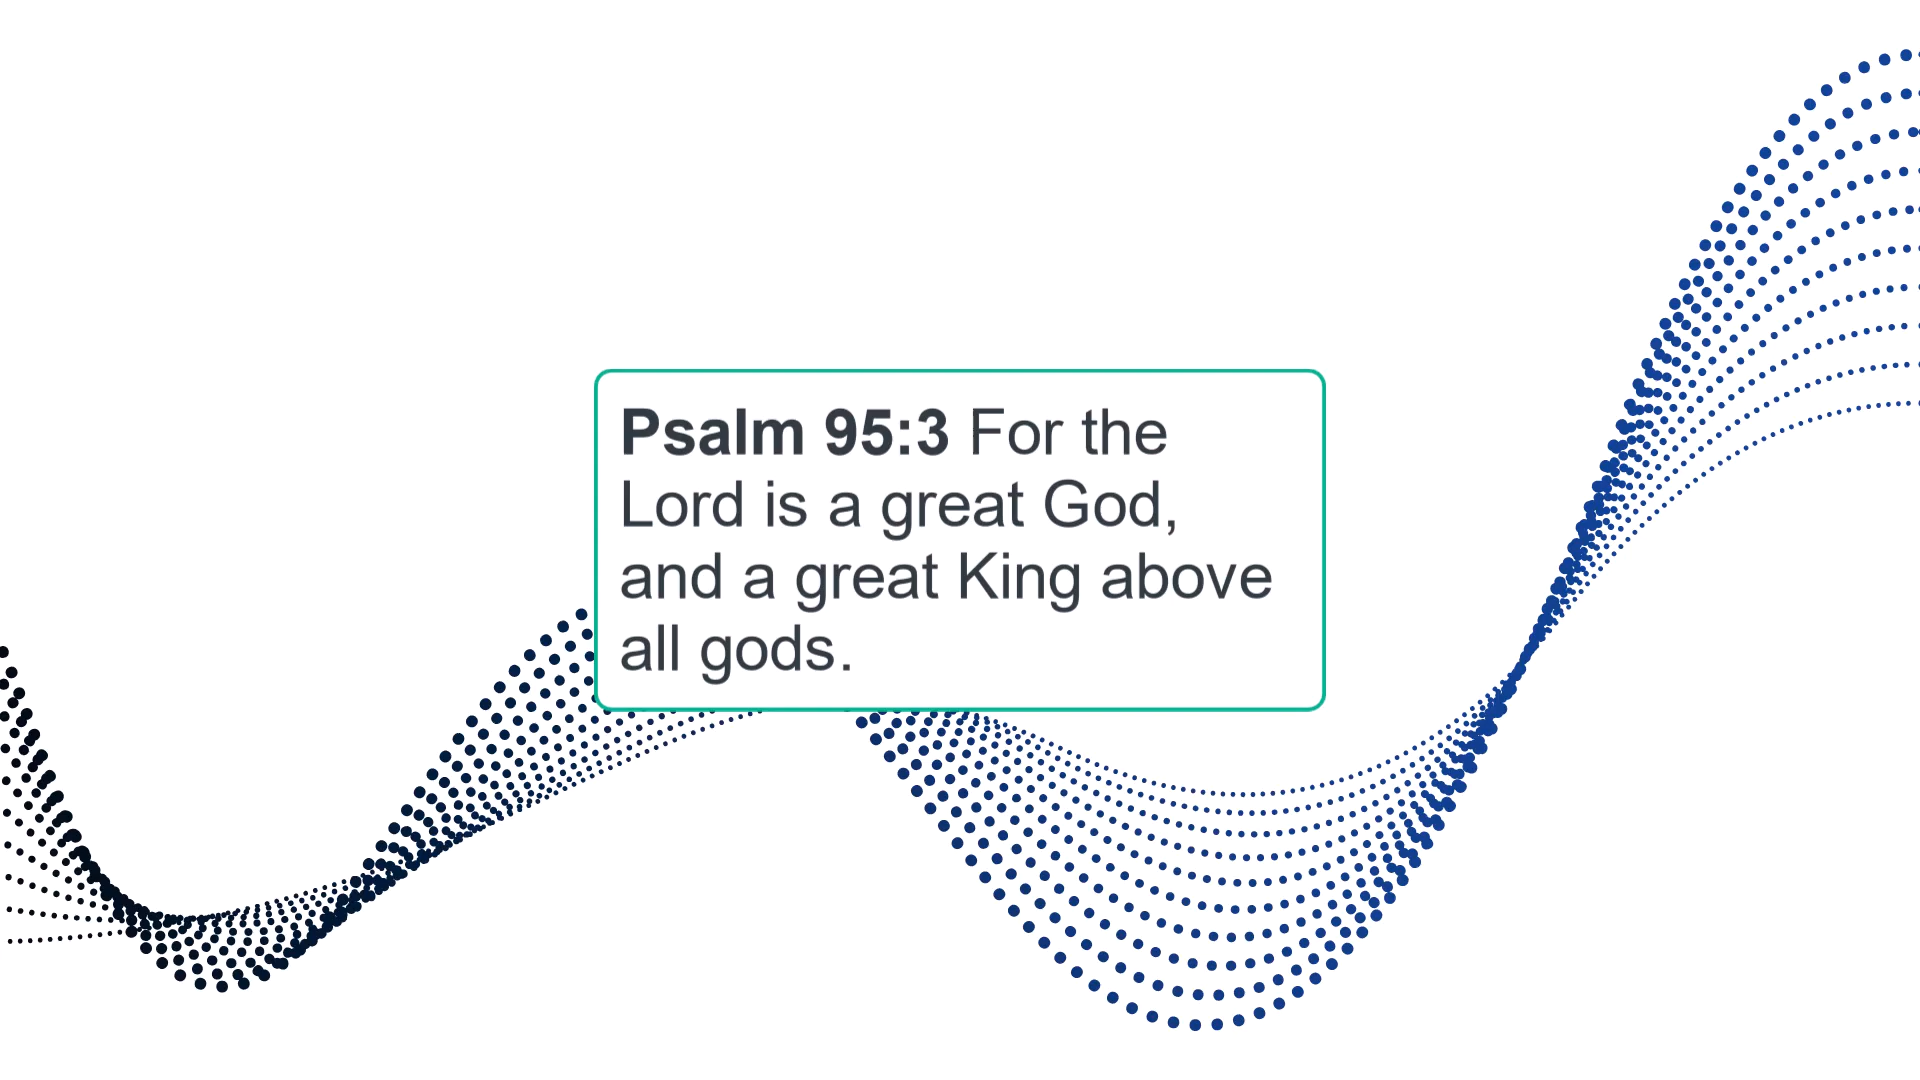 Psalm 95:3 For the
Lord is a great God,
and a great King above
all gods.